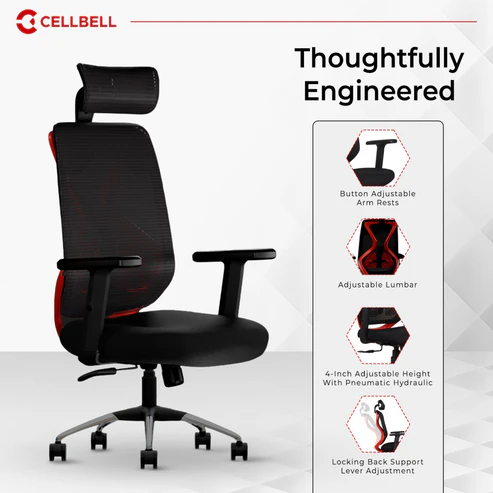 CELLBELL
Thoughtfully
Engineered
Button Adjustable
Arm Rests
Adjustable Lumbar
4-Inch Adjustable Height
With Pneumatic Hydraulic
Locking Back Support
Lever Adjustment